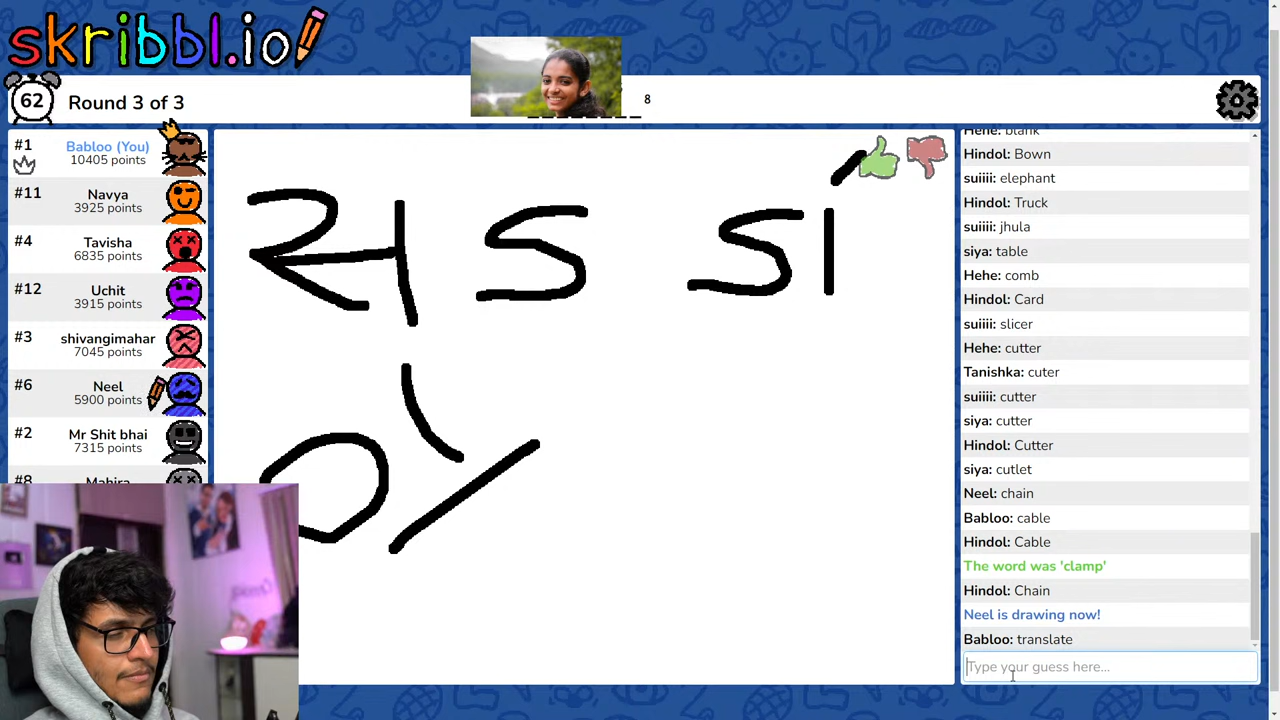 skribbl.io
62
Round 3 of 3
8
#1
Babloo (You)
10405 points
#11
Navya
3925 points
#4
Tavisha
6835 points
#12
Uchit
3915 points
#3
shivangimahar
7045 points
#6
Neel
5900 points
#2
Mr Shit bhai
7315 points
#8
Mahira
Hehe: blank
Hindol: Bown
suiiii: elephant
Hindol: Truck
suiiii: jhula
siya: table
Hehe: comb
Hindol: Card
suiiii: slicer
Hehe: cutter
Tanishka: cuter
suiiii: cutter
siya: cutter
Hindol: Cutter
siya: cutlet
Neel: chain
Babloo: cable
Hindol: Cable
The word was 'clamp'
Hindol: Chain
Neel is drawing now!
Babloo: translate
Type your guess here...